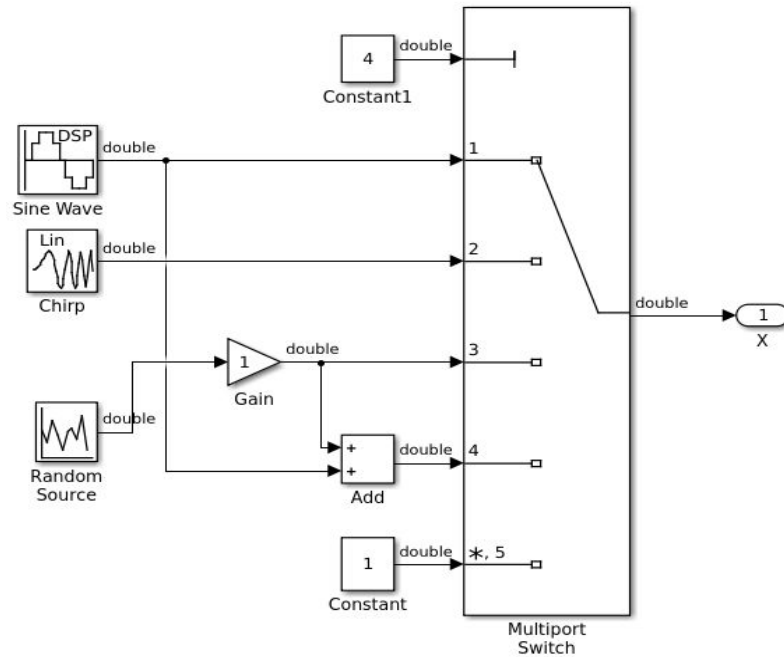 4
double
Constant1
DSP
double
1
Sine Wave
Lin
double
2
Chirp
double
1
X
1
double
3
Gain
double
Random
Source
+
+
double
4
Add
1
double
*, 5
Constant
Multiport
Switch